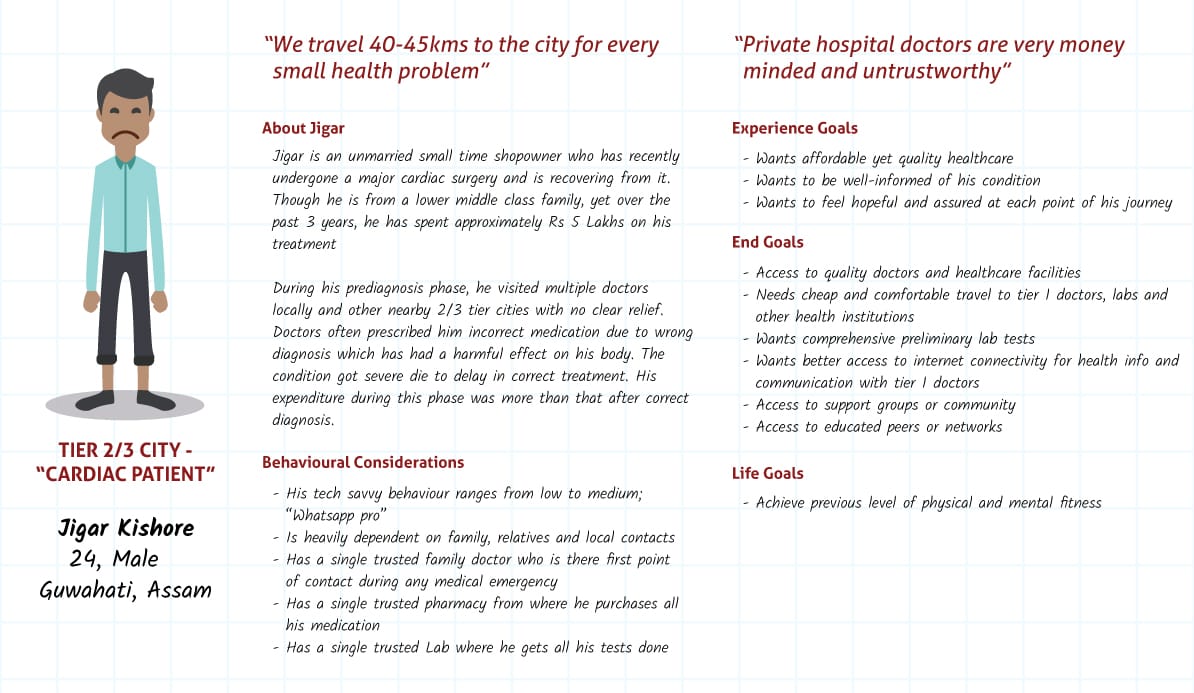 “We travel 40-45kms to the city for every
small health problem”
“Private hospital doctors are very money
minded and untrustworthy”
TIER 2/3 CITY -
“CARDIAC PATIENT”
Jigar Kishore
24, Male
Guwahati, Assam
About Jigar
Jigar is an unmarried small time shopowner who has recently
undergone a major cardiac surgery and is recovering from it.
Though he is from a lower middle class family, yet over the
past 3 years, he has spent approximately Rs 5 Lakhs on his
treatment
During his prediagnosis phase, he visited multiple doctors
locally and other nearby 2/3 tier cities with no clear relief.
Doctors often prescribed him incorrect medication due to wrong
diagnosis which has had a harmful effect on his body. The
condition got severe die to delay in correct treatment. His
expenditure during this phase was more than that after correct
diagnosis.
Behavioural Considerations
- His tech savvy behaviour ranges from low to medium;
“Whatsapp pro”
- Is heavily dependent on family, relatives and local contacts
- Has a single trusted family doctor who is there first point
of contact during any medical emergency
- Has a single trusted pharmacy from where he purchases all
his medication
- Has a single trusted Lab where he gets all his tests done
Experience Goals
- Wants affordable yet quality healthcare
- Wants to be well-informed of his condition
- Wants to feel hopeful and assured at each point of his journey
End Goals
- Access to quality doctors and healthcare facilities
- Needs cheap and comfortable travel to tier 1 doctors, labs and
other health institutions
- Wants comprehensive preliminary lab tests
- Wants better access to internet connectivity for health info and
communication with tier 1 doctors
- Access to support groups or community
- Access to educated peers or networks
Life Goals
- Achieve previous level of physical and mental fitness